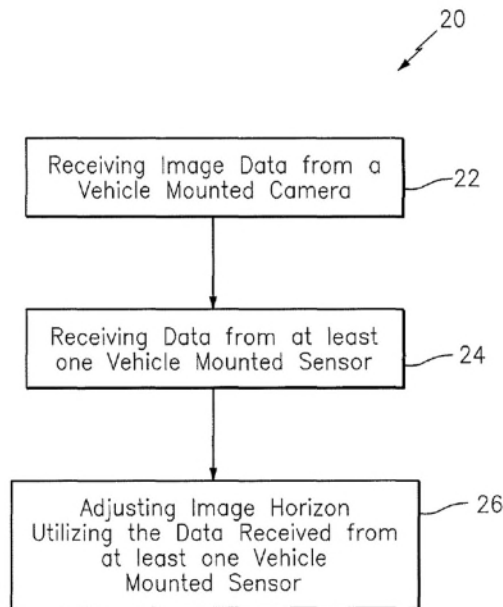 20
Receiving Image Data from a
Vehicle Mounted Camera
22
Receiving Data from at least
one Vehicle Mounted Sensor
24
Adjusting Image Horizon
Utilizing the Data Received from
at least one Vehicle
Mounted Sensor
26